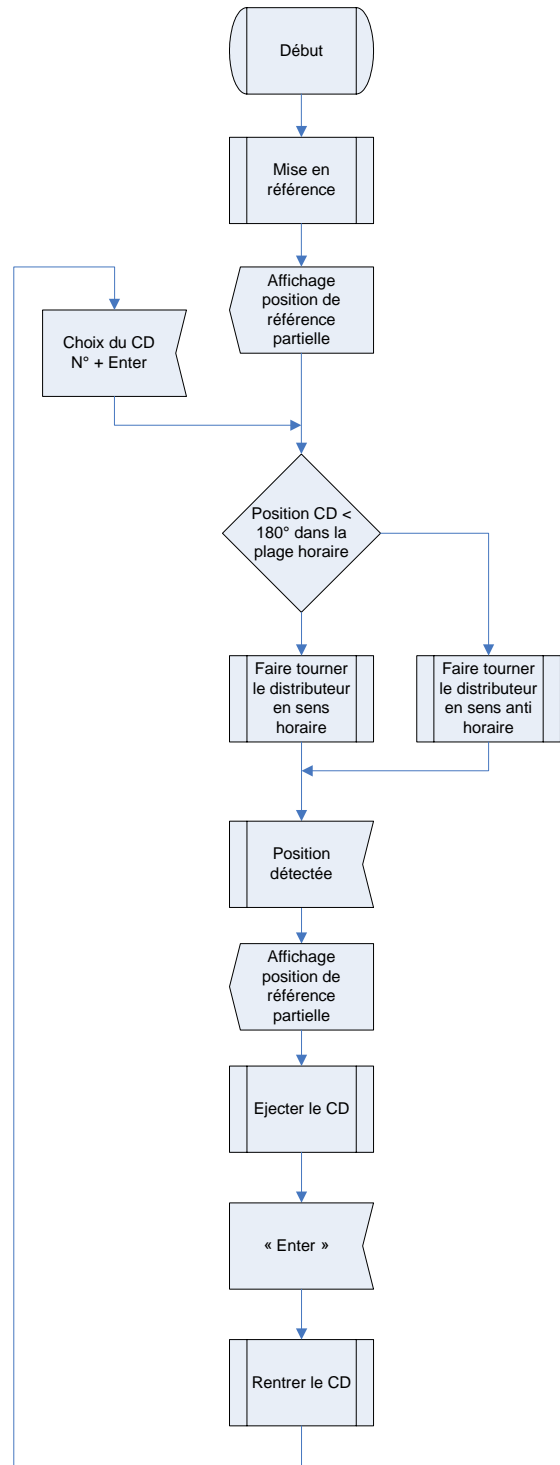 Début
Mise en
référence
Affichage
position de
référence
partielle
Choix du CD
N° + Enter
Position CD <
180° dans la
plage horaire
Faire tourner
le distributeur
en sens
horaire
Faire tourner
le distributeur
en sens anti
horaire
Position
détectée
Affichage
position de
référence
partielle
Ejecter le CD
« Enter »
Rentrer le CD